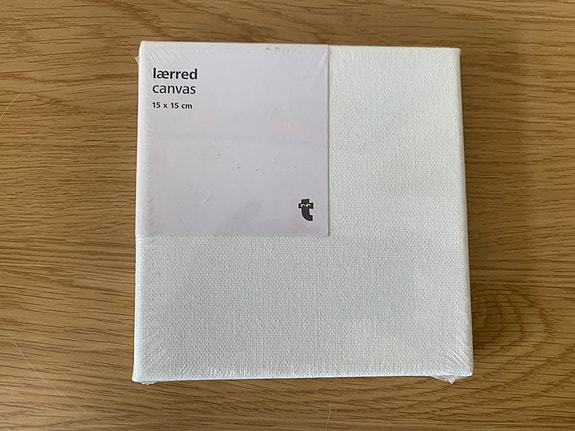 lærred
canvas
15 x 15 cm
t